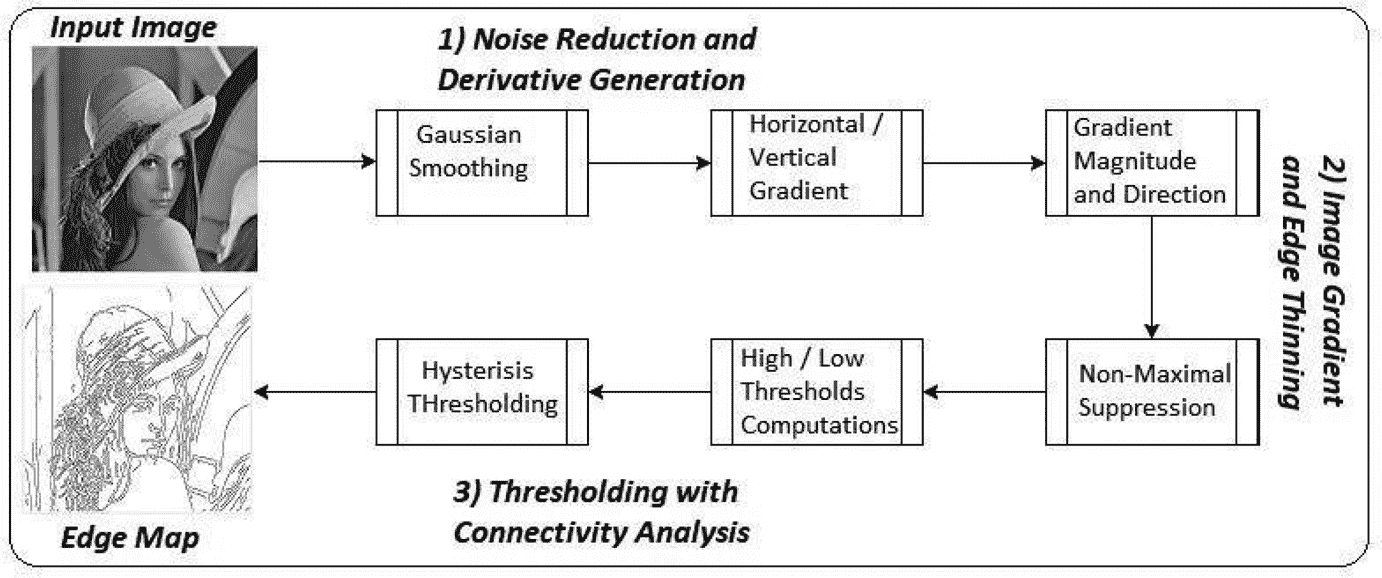 Input Image
1) Noise Reduction and
Derivative Generation
Gaussian
Smoothing
Horizontal /
Vertical
Gradient
Gradient
Magnitude
and Direction
2) Image Gradient
and Edge Thinning
Non-Maximal
Suppression
High / Low
Thresholds
Computations
Hysterisis
THresholding
3) Thresholding with
Connectivity Analysis
Edge Map